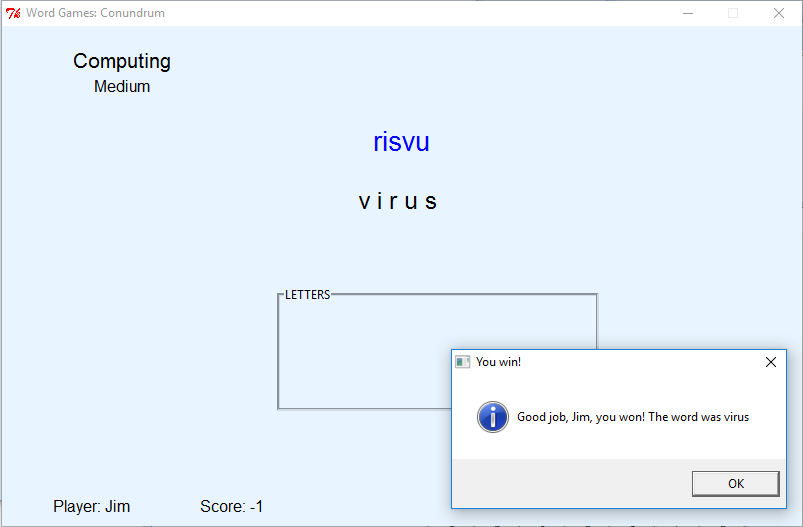 Tk Word Games: Conundrum
Computing
Medium
risvu
v i r u s
LETTERS
You win!
Good job, Jim, you won! The word was virus
OK
Player: Jim Score: -1